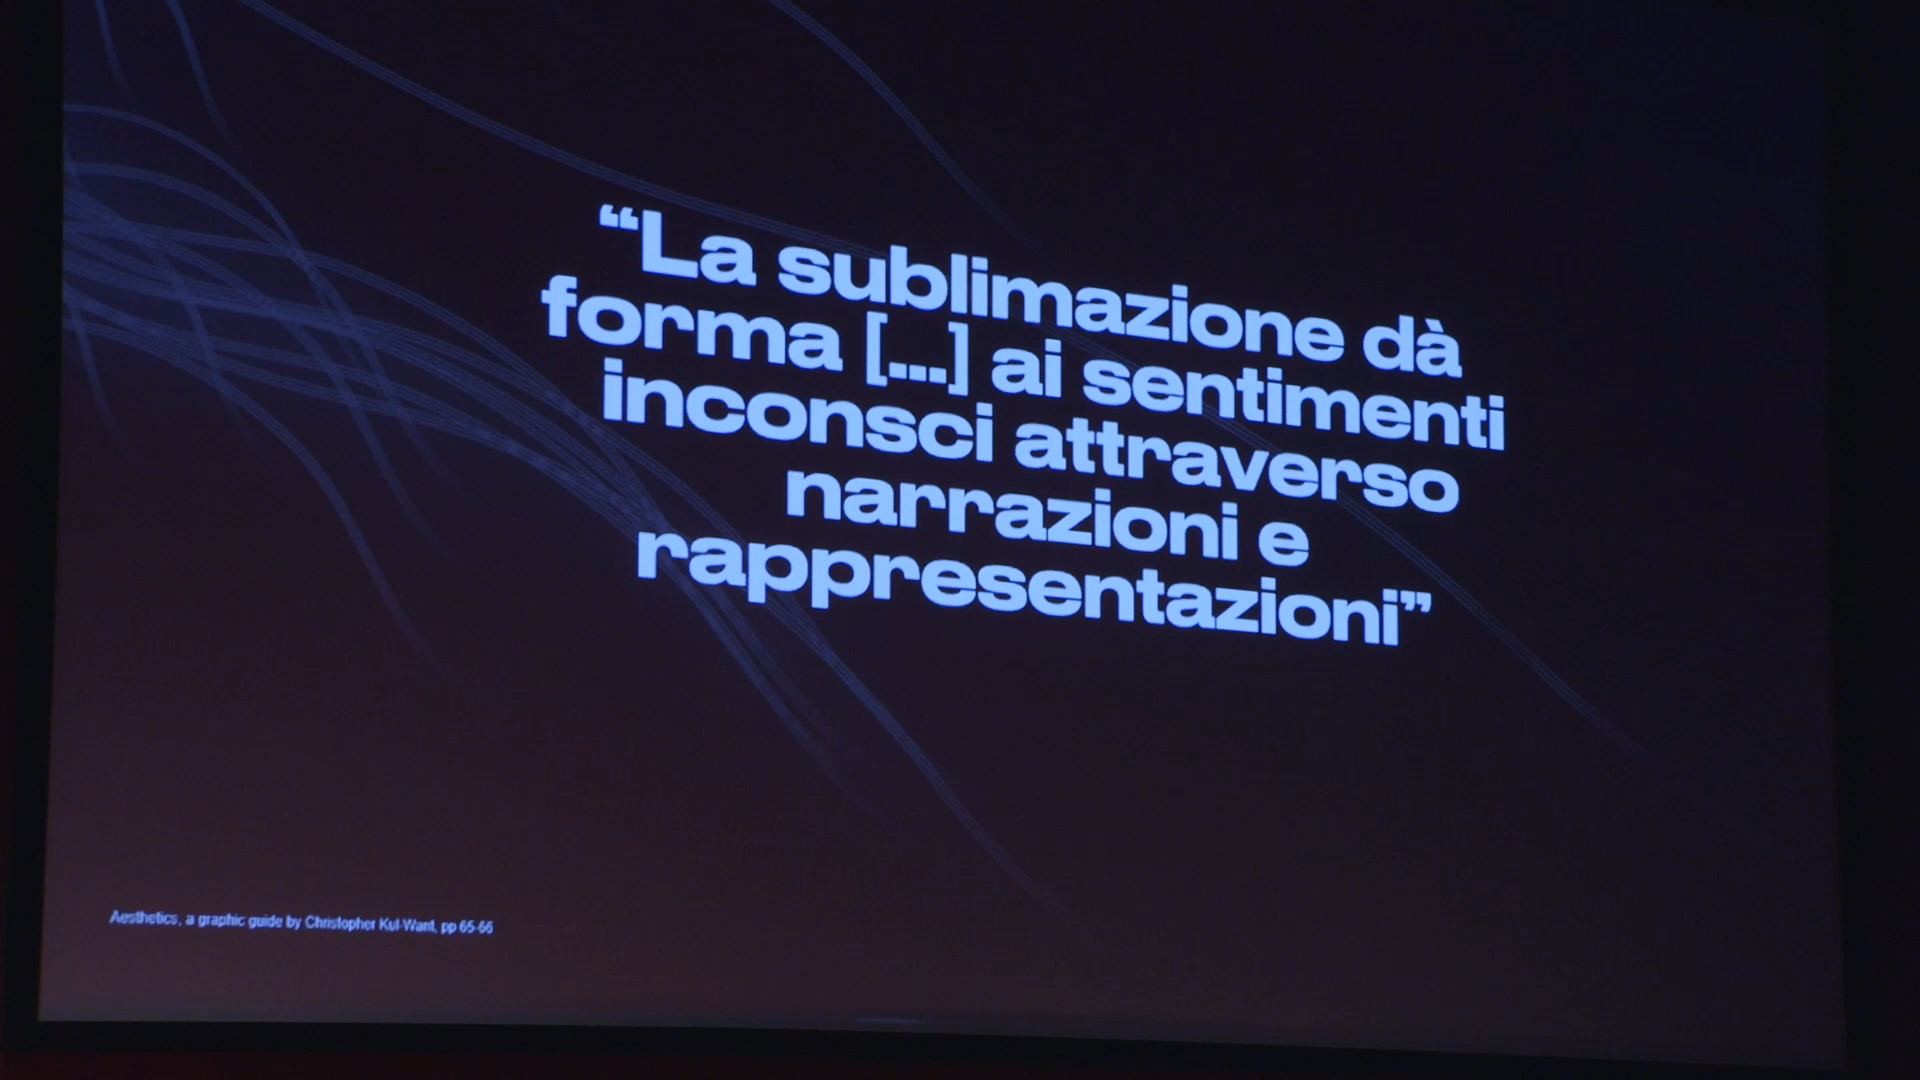 “La sublimazione dà
forma [...] ai sentimenti
inconsci attraverso
narrazioni e
rappresentazioni”
Aesthetics, a graphic guide by Christopher Kul-Want, pp 65-66